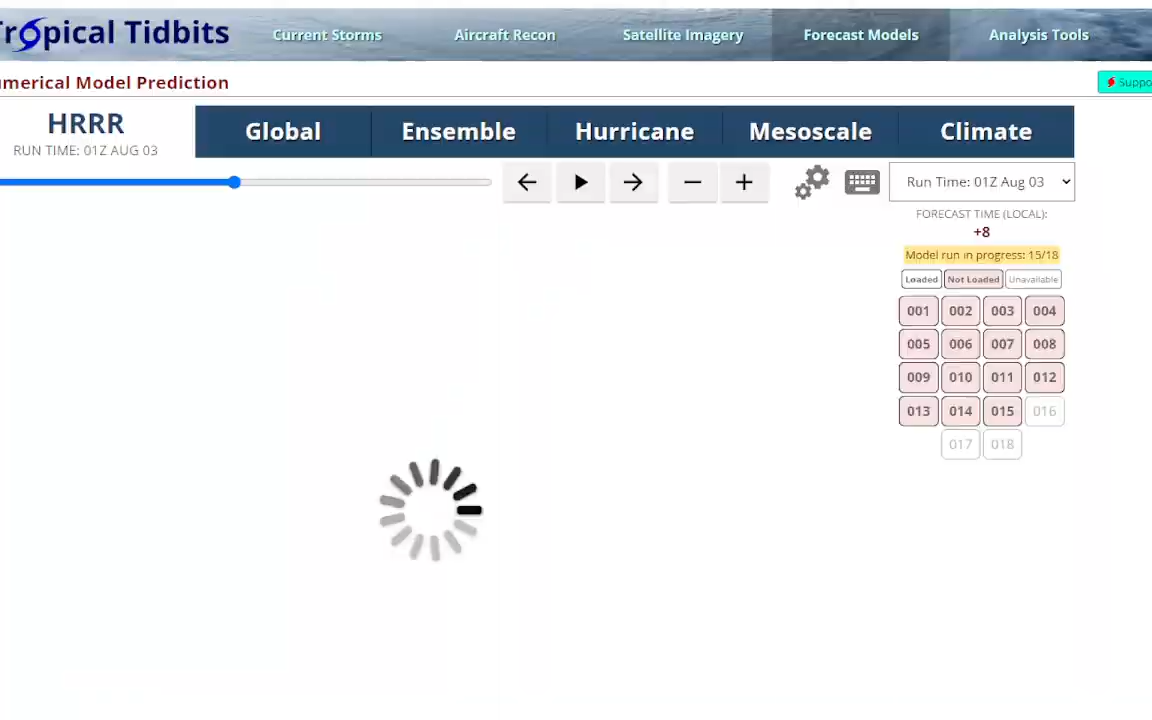 Tropical Tidbits
Current Storms
Aircraft Recon
Satellite Imagery
Forecast Models
Analysis Tools
umerical Model Prediction
Suppo
HRRR
RUN TIME: 01Z AUG 03
Global
Ensemble
Hurricane
Mesoscale
Climate
Run Time: 01Z Aug 03
FORECAST TIME (LOCAL):
+8
Model run in progress: 15/18
Loaded Not Loaded Unavailable
001 002 003 004
005 006 007 008
009 010 011 012
013 014 015 016
017 018